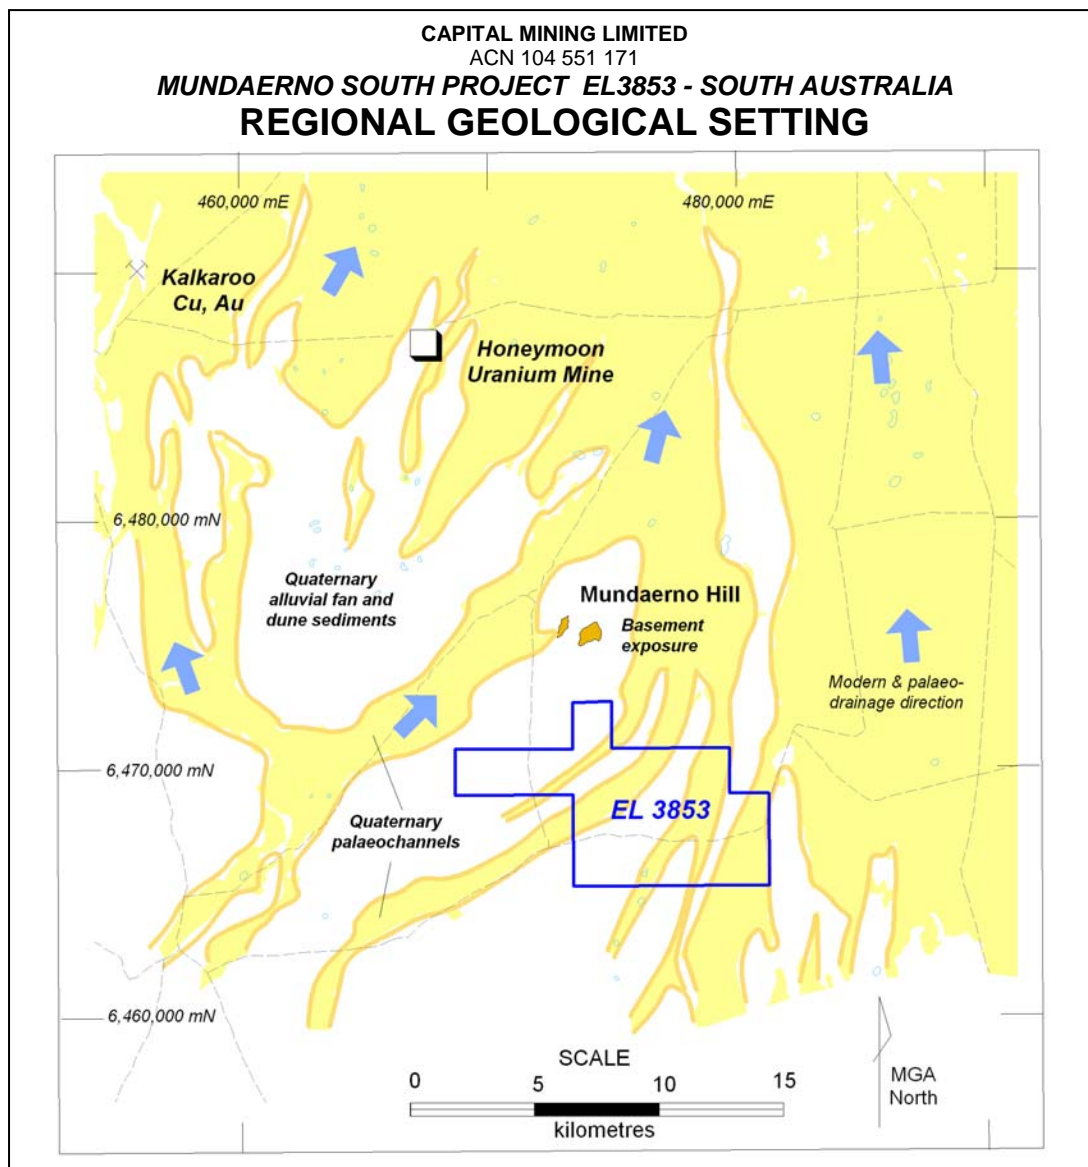 CAPITAL MINING LIMITED
ACN 104 551 171
MUNDAERNO SOUTH PROJECT EL3853 - SOUTH AUSTRALIA
REGIONAL GEOLOGICAL SETTING
460,000 mE
480,000 mE
Kalkaroo
Cu, Au
Honeymoon
Uranium Mine
6,480,000 mN
Quaternary
alluvial fan and
dune sediments
Mundaerno Hill
Basement
exposure
Modern & palaeo-
drainage direction
6,470,000 mN
EL 3853
Quaternary
palaeochannels
6,460,000 mN
SCALE
0 5 10 15
kilometres
MGA
North